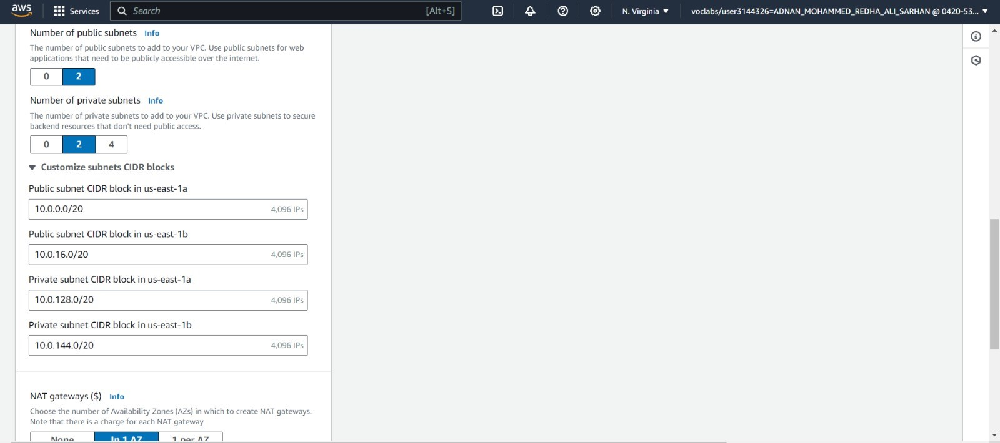 aws
Services
Search
[Alt+S]
N. Virginia
voclabs/user3144326=ADNAN_MOHAMMED_REDHA_ALI_SARHAN @ 0420-53...
Number of public subnets Info
The number of public subnets to add to your VPC. Use public subnets for web
applications that need to be publicly accessible over the internet.
0 2
Number of private subnets Info
The number of private subnets to add to your VPC. Use private subnets to secure
backend resources that don't need public access.
0 2 4
Customize subnets CIDR blocks
Public subnet CIDR block in us-east-1a
10.0.0.0/20 4,096 IPs
Public subnet CIDR block in us-east-1b
10.0.16.0/20 4,096 IPs
Private subnet CIDR block in us-east-1a
10.0.128.0/20 4,096 IPs
Private subnet CIDR block in us-east-1b
10.0.144.0/20 4,096 IPs
NAT gateways ($) Info
Choose the number of Availability Zones (AZs) in which to create NAT gateways.
Note that there is a charge for each NAT gateway
None In 1 AZ 1 per AZ